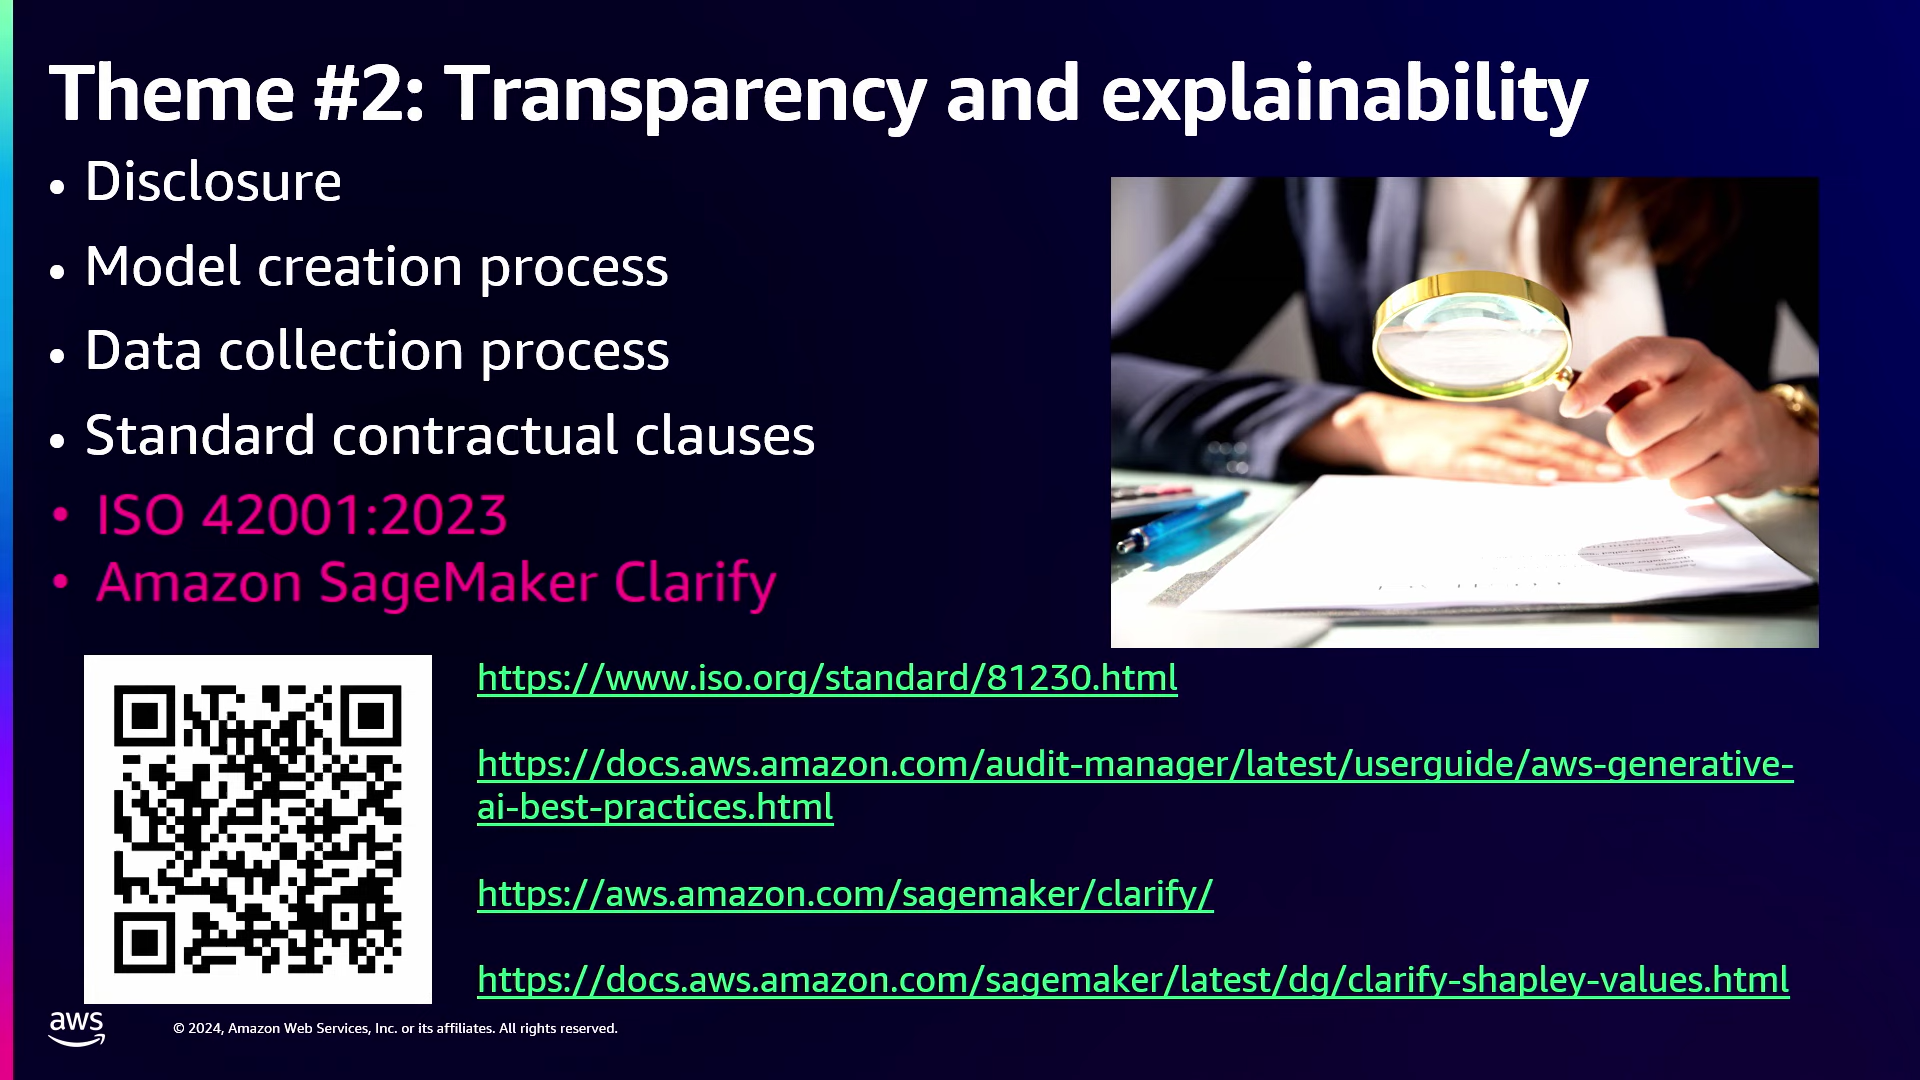 Theme #2: Transparency and explainability
• Disclosure
• Model creation process
• Data collection process
• Standard contractual clauses
• ISO 42001:2023
• Amazon SageMaker Clarify
https://www.iso.org/standard/81230.html
https://docs.aws.amazon.com/audit-manager/latest/userguide/aws-generative-
ai-best-practices.html
https://aws.amazon.com/sagemaker/clarify/
https://docs.aws.amazon.com/sagemaker/latest/dg/clarify-shapley-values.html
aws
© 2024, Amazon Web Services, Inc. or its affiliates. All rights reserved.